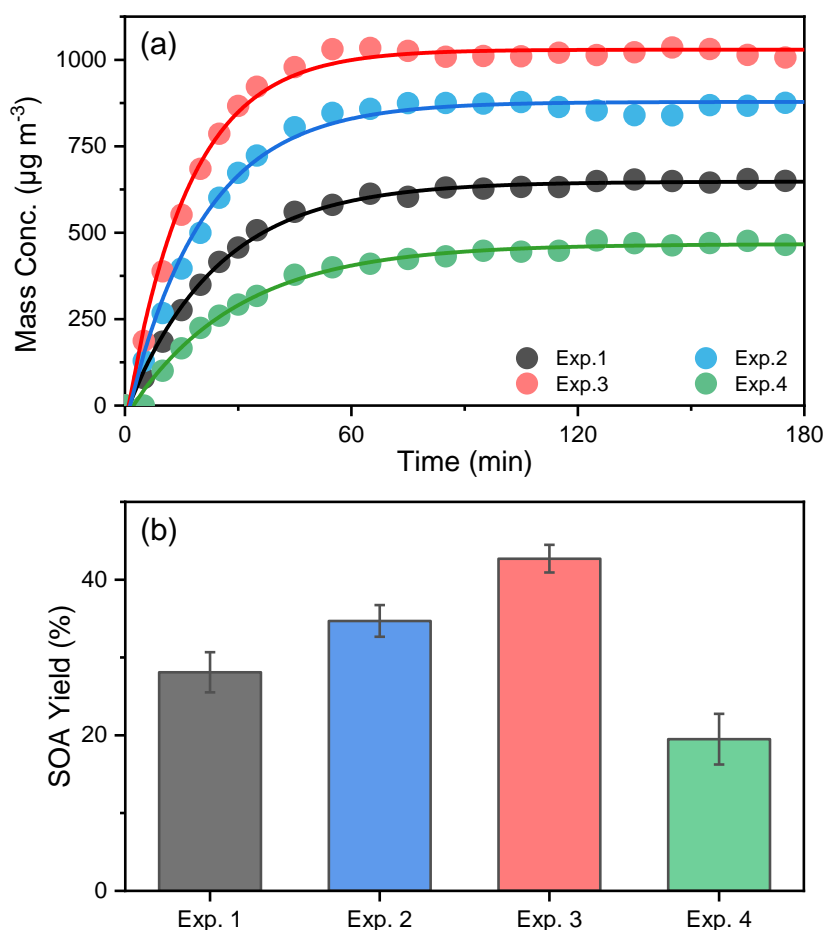 (a)
1000
750
500
250
0
Mass Conc. (µg m⁻³)
Exp.1 Exp.2
Exp.3 Exp.4
0 60 120 180
Time (min)
(b)
40
20
0
SOA Yield (%)
Exp. 1 Exp. 2 Exp. 3 Exp. 4